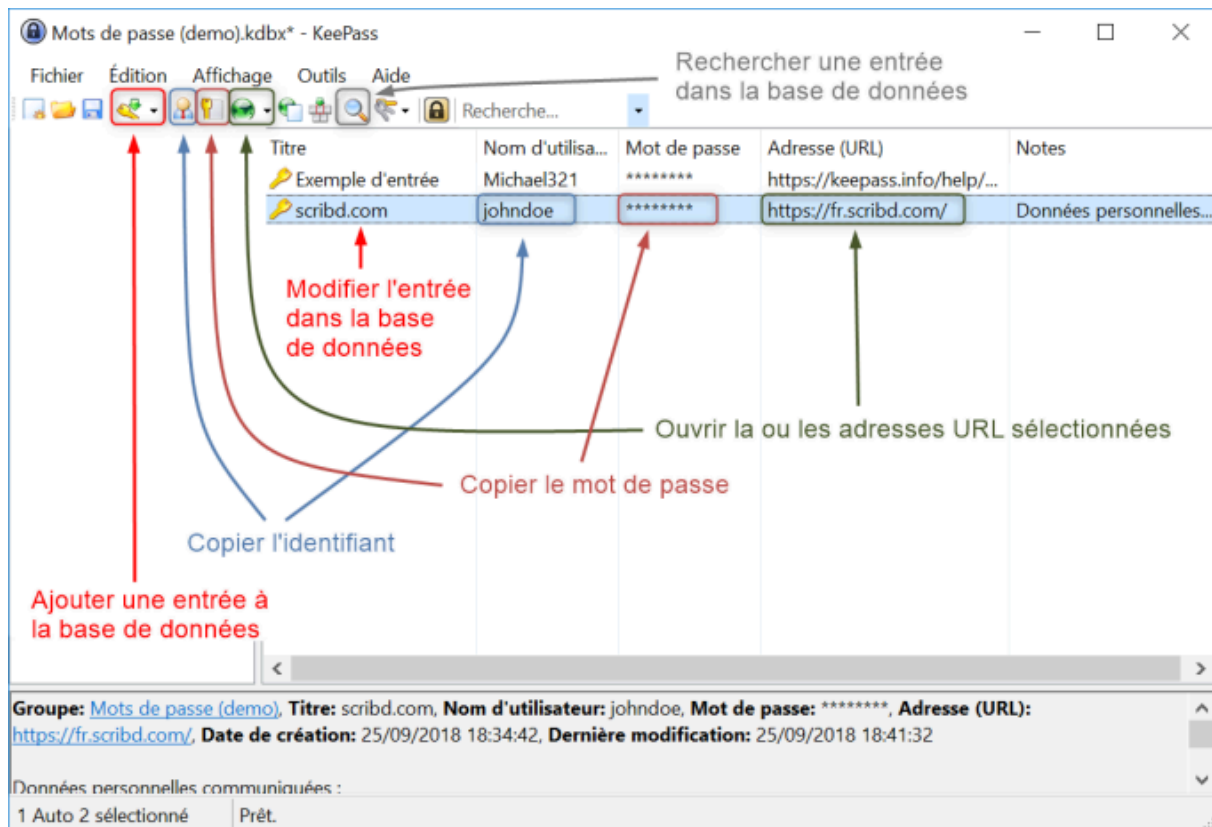 Mots de passe (demo).kdbx* - KeePass
Fichier Édition Affichage Outils Aide
Rechercher une entrée
dans la base de données
Recherche...
Titre Nom d'utilisa... Mot de passe Adresse (URL) Notes
Exemple d'entrée Michael321 ******** https://keepass.info/help/...
scribd.com johndoe ******** https://fr.scribd.com/ Données personnelles...
Modifier l'entrée
dans la base
de données
Ouvrir la ou les adresses URL sélectionnées
Copier le mot de passe
Copier l'identifiant
Ajouter une entrée à
la base de données
Groupe: Mots de passe (demo), Titre: scribd.com, Nom d'utilisateur: johndoe, Mot de passe: ********, Adresse (URL):
https://fr.scribd.com/, Date de création: 25/09/2018 18:34:42, Dernière modification: 25/09/2018 18:41:32
Données personnelles communiquées :
1 Auto 2 sélectionné Prêt.